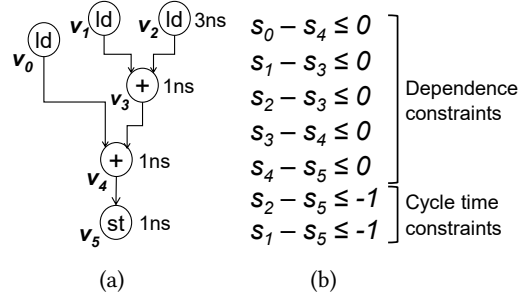 ld
ld
ld
3ns
v0
v1
v2
+
1ns
v3
+
1ns
v4
st
1ns
v5
(a)
s0 – s4 ≤ 0
s1 – s3 ≤ 0
s2 – s3 ≤ 0
s3 – s4 ≤ 0
s4 – s5 ≤ 0
Dependence
constraints
s2 – s5 ≤ -1
s1 – s5 ≤ -1
Cycle time
constraints
(b)